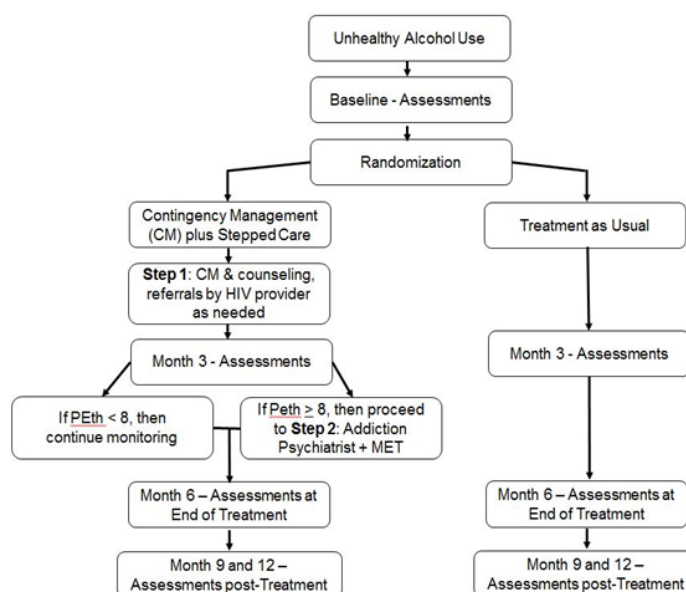 Unhealthy Alcohol Use
Baseline - Assessments
Randomization
Contingency Management
(CM) plus Stepped Care
Treatment as Usual
Step 1: CM & counseling,
referrals by HIV provider
as needed
Month 3 - Assessments
Month 3 - Assessments
If PEth < 8, then
continue monitoring
If Peth ≥ 8, then proceed
to Step 2: Addiction
Psychiatrist + MET
Month 6 – Assessments at
End of Treatment
Month 6 – Assessments at
End of Treatment
Month 9 and 12 –
Assessments post-Treatment
Month 9 and 12 –
Assessments post-Treatment